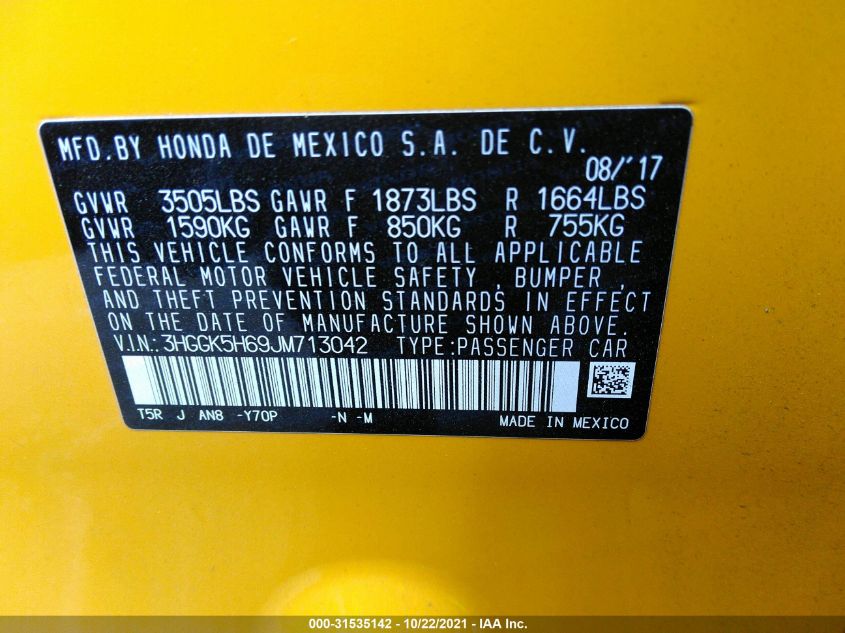 MFD.BY HONDA DE MEXICO S.A. DE C.V.
08/'17
GVWR 3505LBS GAWR F 1873LBS R 1664LBS
GVWR 1590KG GAWR F 850KG R 755KG
THIS VEHICLE CONFORMS TO ALL APPLICABLE
FEDERAL MOTOR VEHICLE SAFETY , BUMPER ,
AND THEFT PREVENTION STANDARDS IN EFFECT
ON THE DATE OF MANUFACTURE SHOWN ABOVE.
V.I.N.:3HGGK5H69JM713042 TYPE:PASSENGER CAR
T5R J AN8 -Y70P -N -M MADE IN MEXICO
000-31535142 - 10/22/2021 - IAA Inc.